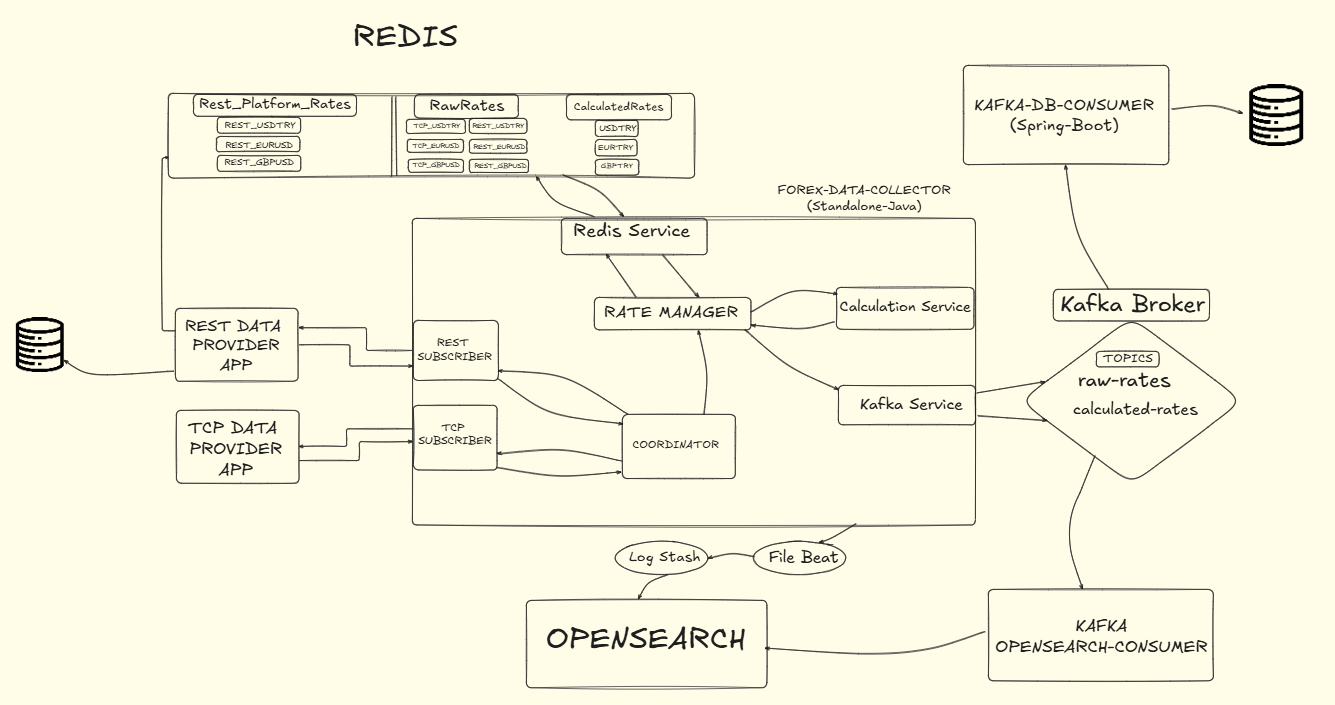 REDIS
Rest_Platform_Rates
REST_USDTRY
REST_EURUSD
REST_GBPUSD
RawRates
TCP_USDTRY REST_USDTRY
TCP_EURUSD REST_EURUSD
TCP_GBPUSD REST_GBPUSD
CalculatedRates
USDTRY
EURTRY
GBPTRY
KAFKA-DB-CONSUMER
(Spring-Boot)
FOREX-DATA-COLLECTOR
(Standalone-Java)
Redis Service
RATE MANAGER
Calculation Service
Kafka Service
REST DATA
PROVIDER
APP
REST
SUBSCRIBER
TCP DATA
PROVIDER
APP
TCP
SUBSCRIBER
COORDINATOR
Kafka Broker
TOPICS
raw-rates
calculated-rates
Log Stash
File Beat
OPENSEARCH
KAFKA
OPENSEARCH-CONSUMER